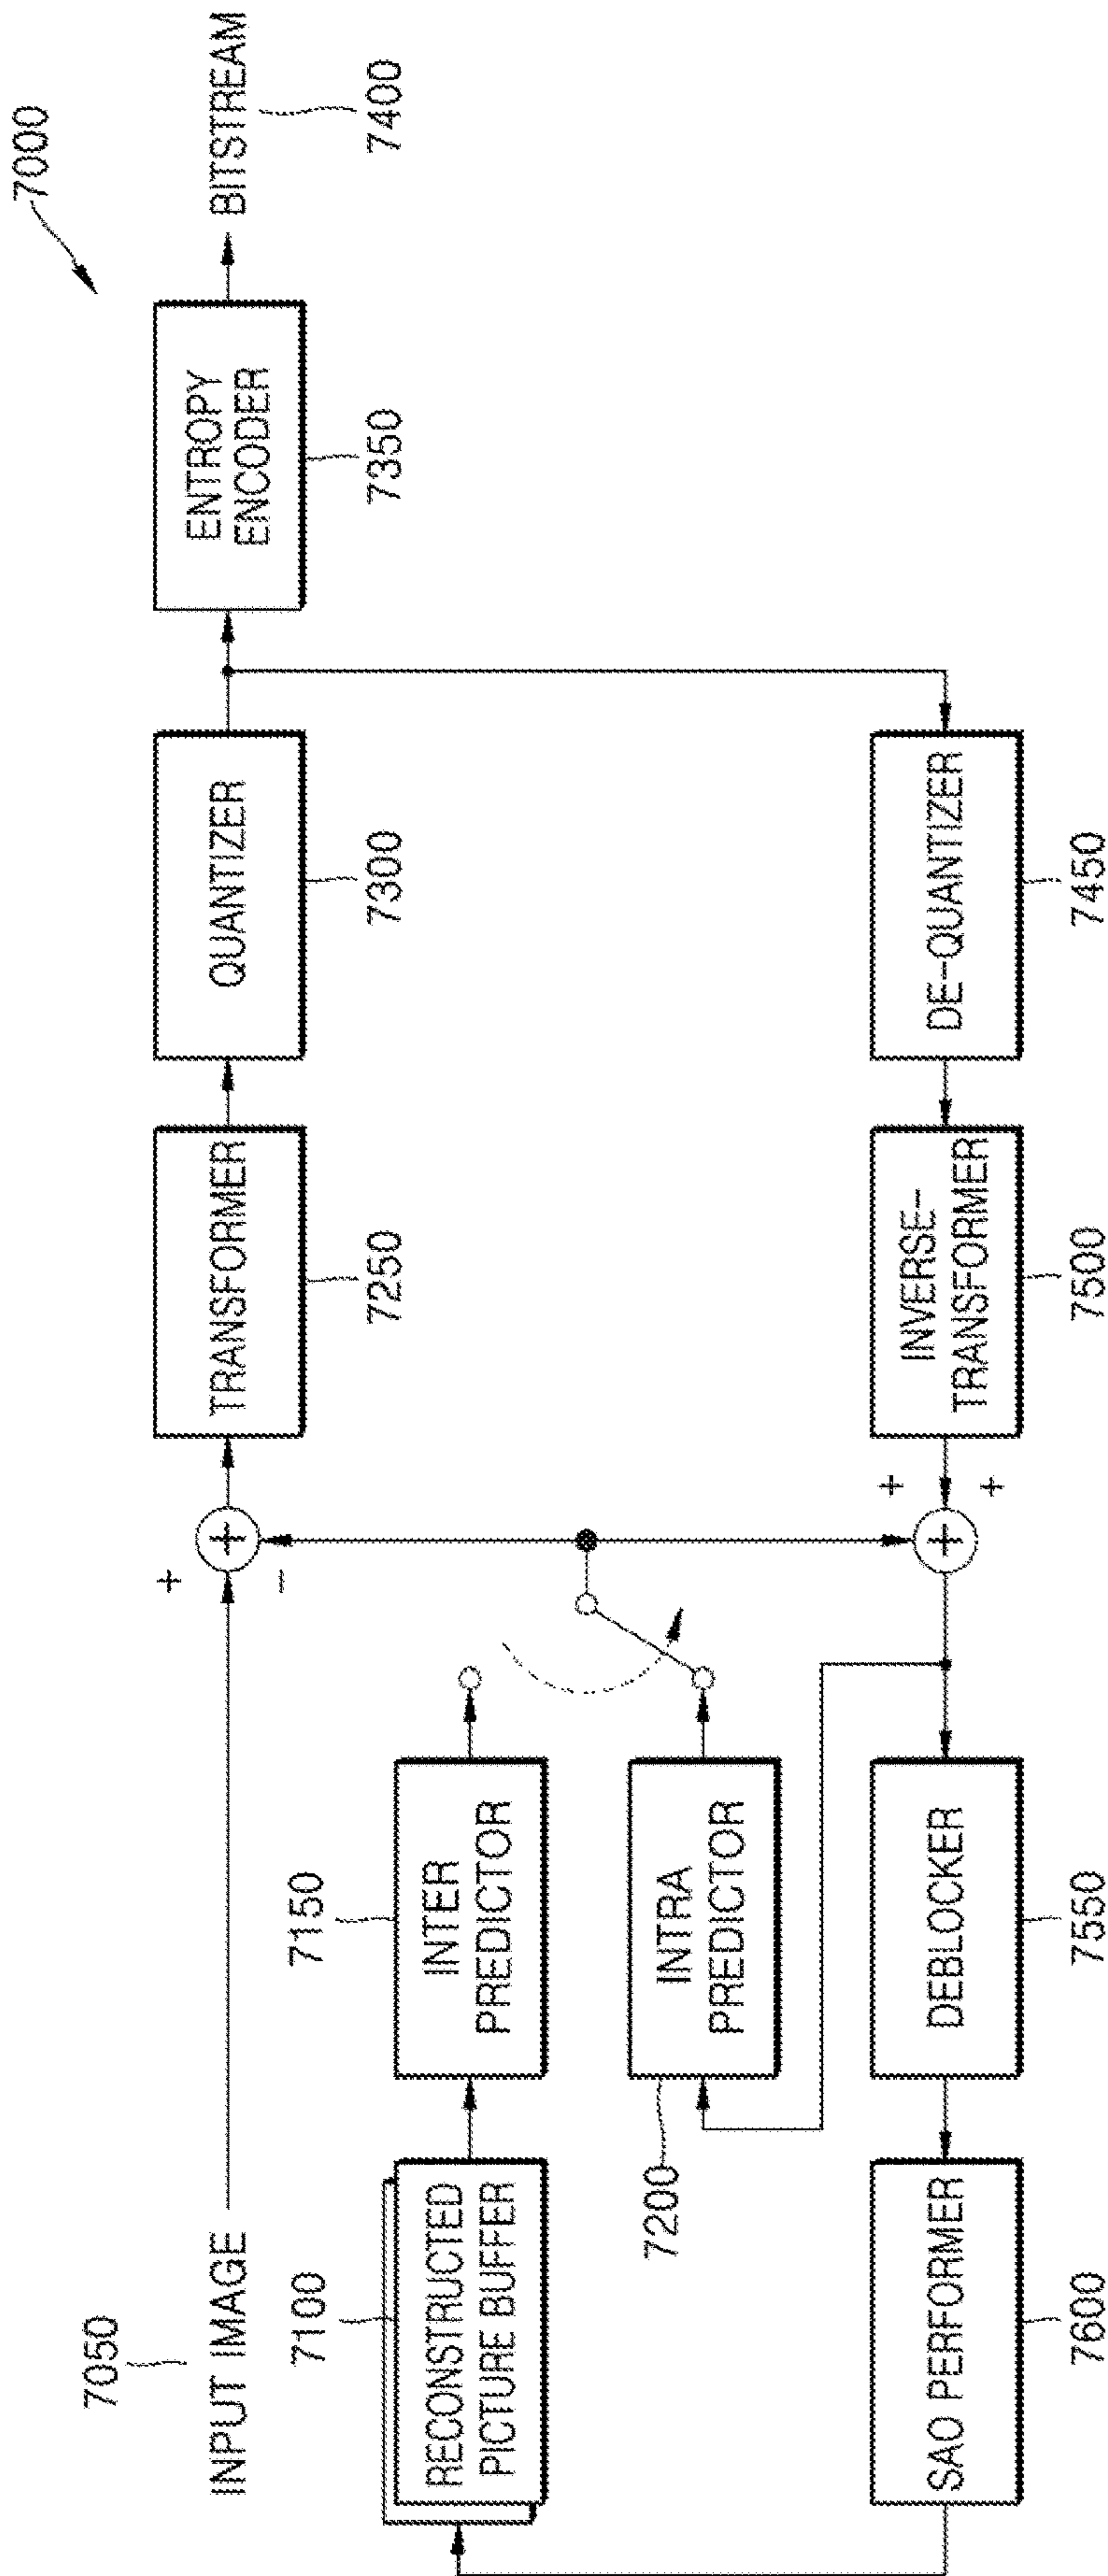 7000
7050
INPUT IMAGE
+
−
+
TRANSFORMER
7250
QUANTIZER
7300
ENTROPY
ENCODER
7350
BITSTREAM
7400
7100
RECONSTRUCTED
PICTURE BUFFER
7150
INTER
PREDICTOR
7200
INTRA
PREDICTOR
SAO PERFORMER
7600
DEBLOCKER
7550
+
+
+
INVERSE-
TRANSFORMER
7500
DE-QUANTIZER
7450